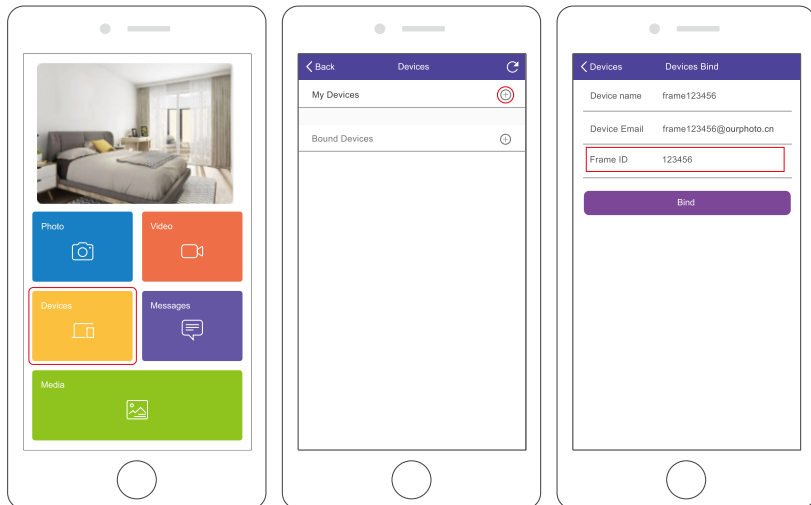 Photo
Video
Devices
Messages
Media
Back Devices
My Devices
Bound Devices
Devices Devices Bind
Device name frame123456
Device Email frame123456@ourphoto.cn
Frame ID 123456
Bind